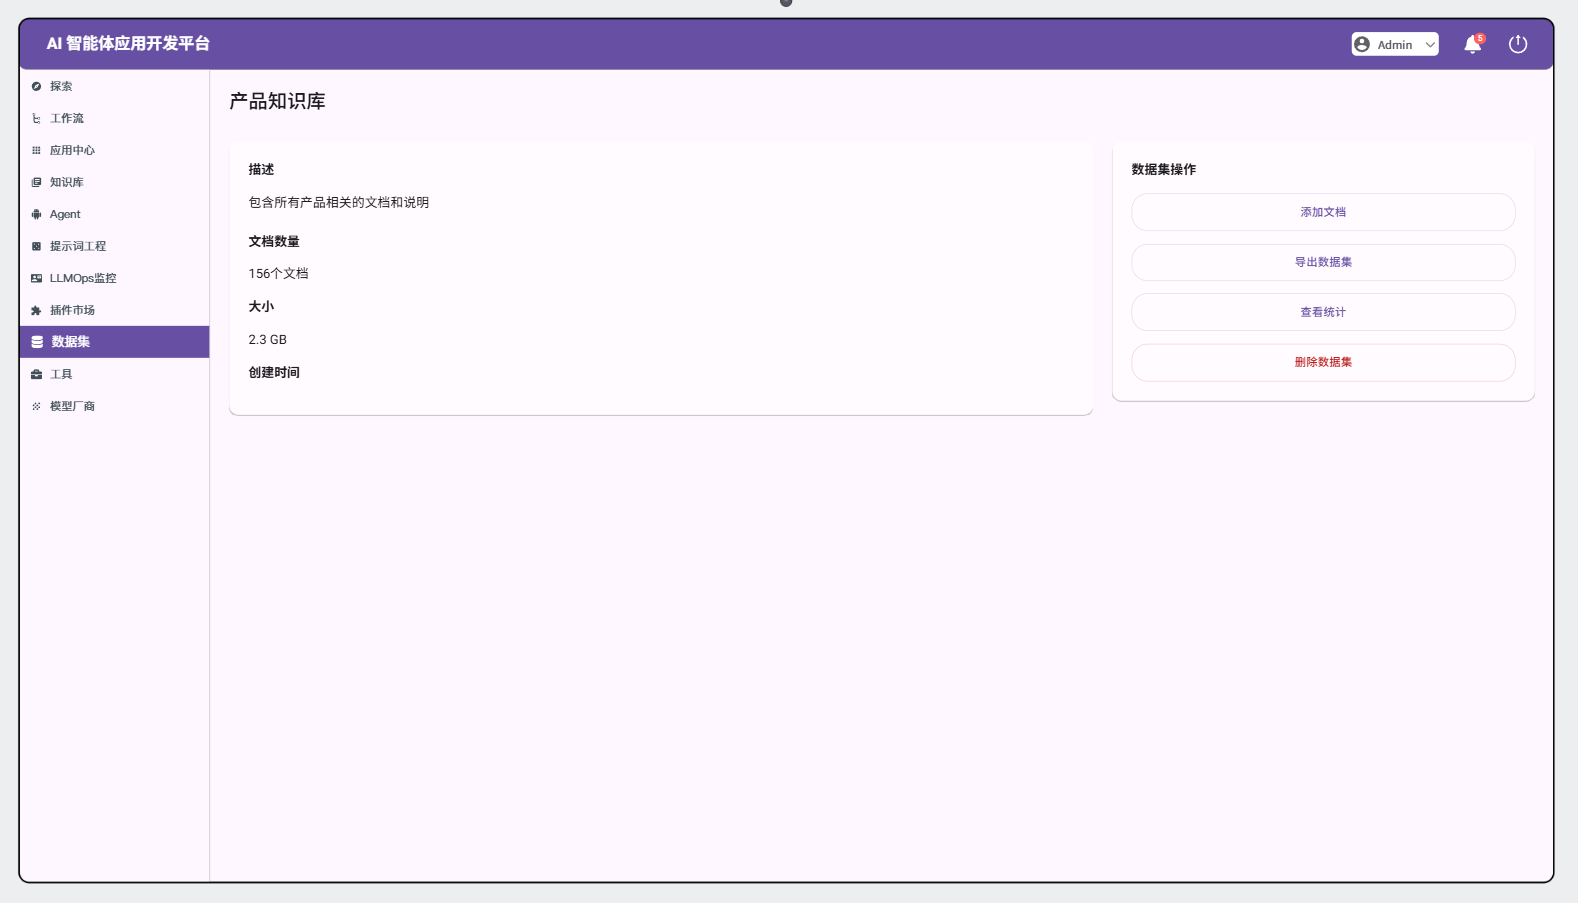 AI 智能体应用开发平台
Admin
5
探索
工作流
应用中心
知识库
Agent
提示词工程
LLMOps监控
插件市场
数据集
工具
模型厂商
产品知识库
描述
包含所有产品相关的文档和说明
文档数量
156个文档
大小
2.3 GB
创建时间
数据集操作
添加文档
导出数据集
查看统计
删除数据集